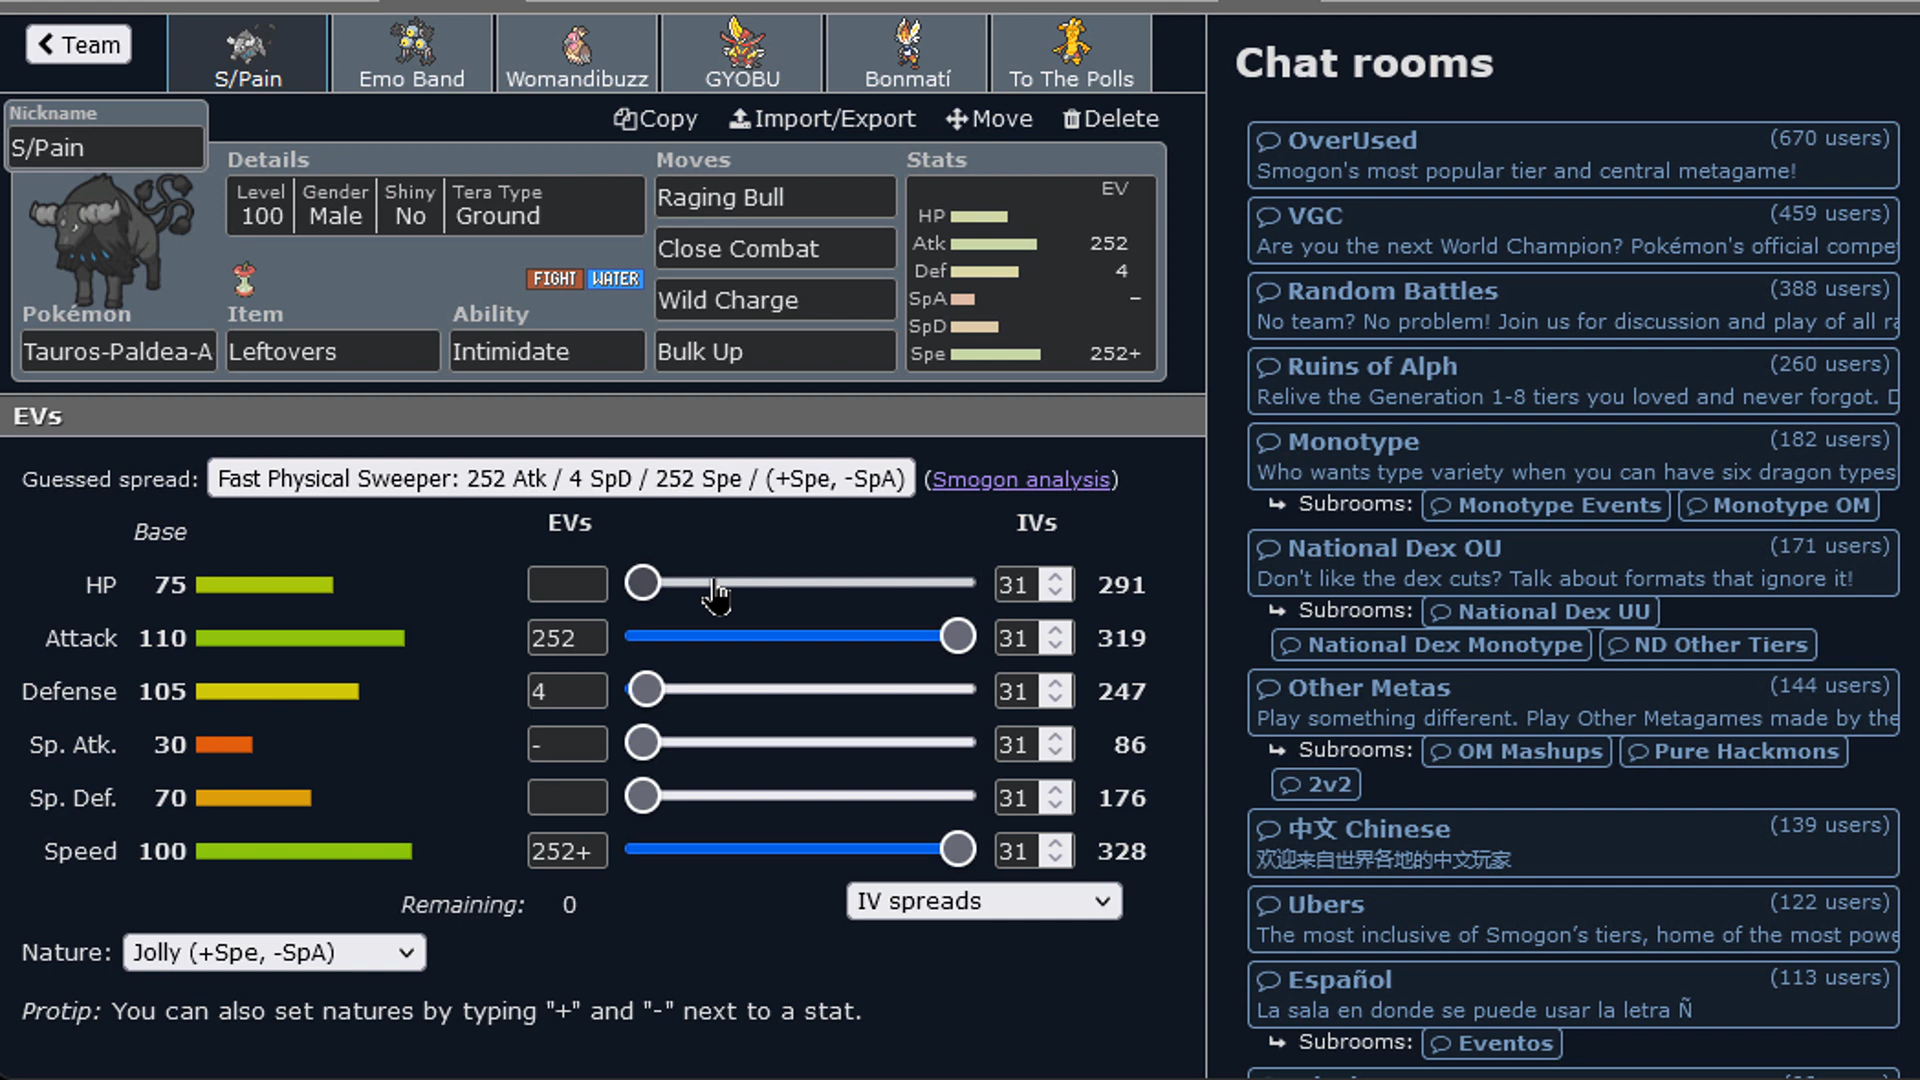 Team
S/Pain
Emo Band
Womandibuzz
GYOBU
Bonmatí
To The Polls
Nickname
S/Pain
Copy
Import/Export
Move
Delete
Details
Level
100
Gender
Male
Shiny
No
Tera Type
Ground
FIGHT
WATER
Pokémon
Tauros-Paldea-A
Item
Leftovers
Ability
Intimidate
Moves
Raging Bull
Close Combat
Wild Charge
Bulk Up
Stats
EV
HP
Atk 252
Def 4
SpA –
SpD
Spe 252+
EVs
Guessed spread: Fast Physical Sweeper: 252 Atk / 4 SpD / 252 Spe / (+Spe, -SpA) (Smogon analysis)
Base EVs IVs
HP 75 31 291
Attack 110 252 31 319
Defense 105 4 31 247
Sp. Atk. 30 - 31 86
Sp. Def. 70 31 176
Speed 100 252+ 31 328
Remaining: 0
IV spreads
Nature: Jolly (+Spe, -SpA)
Protip: You can also set natures by typing "+" and "-" next to a stat.
Chat rooms
OverUsed (670 users)
Smogon's most popular tier and central metagame!
VGC (459 users)
Are you the next World Champion? Pokémon's official compe
Random Battles (388 users)
No team? No problem! Join us for discussion and play of all ra
Ruins of Alph (260 users)
Relive the Generation 1-8 tiers you loved and never forgot. D
Monotype (182 users)
Who wants type variety when you can have six dragon types
Subrooms: Monotype Events Monotype OM
National Dex OU (171 users)
Don't like the dex cuts? Talk about formats that ignore it!
Subrooms: National Dex UU
National Dex Monotype ND Other Tiers
Other Metas (144 users)
Play something different. Play Other Metagames made by the
Subrooms: OM Mashups Pure Hackmons
2v2
中文 Chinese (139 users)
欢迎来自世界各地的中文玩家
Ubers (122 users)
The most inclusive of Smogon's tiers, home of the most powe
Español (113 users)
La sala en donde se puede usar la letra Ñ
Subrooms: Eventos